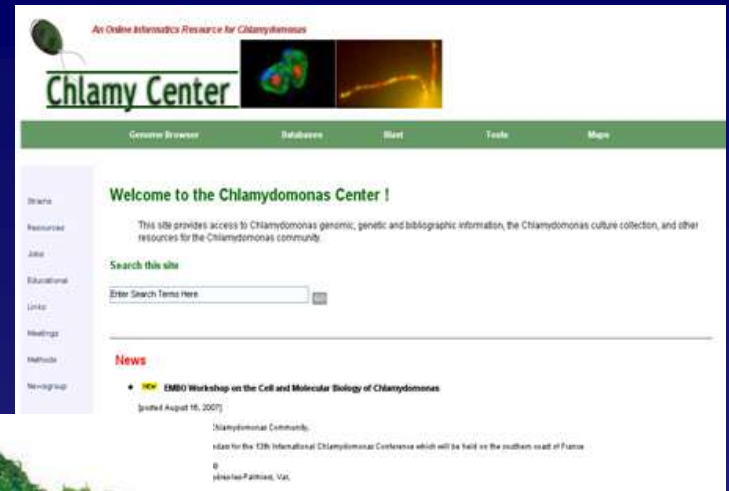 An Online Informatics Resource for Chlamydomonas
Chlamy Center
Genome Browser Databases Blast Tools Maps
Strains
Resources
Jobs
Educational
Links
Meetings
Methods
Newsgroup
Welcome to the Chlamydomonas Center !
This site provides access to Chlamydomonas genomic, genetic and bibliographic information, the Chlamydomonas culture collection, and other
resources for the Chlamydomonas community.
Search this site
Enter Search Terms Here
GO
News
NEW EMBO Workshop on the Cell and Molecular Biology of Chlamydomonas
[posted August 16, 2007]
Chlamydomonas Community,
for the 13th International Chlamydomonas Conference which will be held on the southern coast of France
Var,